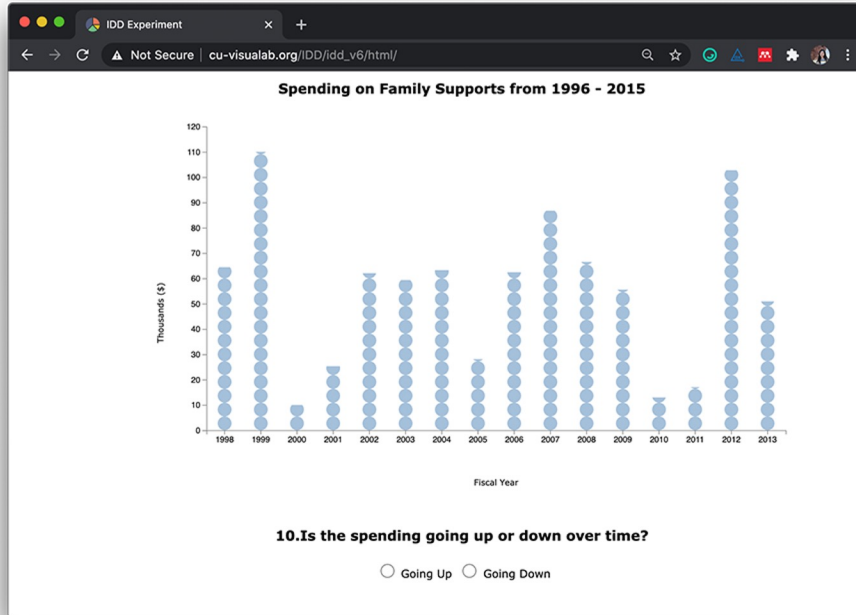 IDD Experiment
Not Secure | cu-visualab.org/IDD/idd_v6/html/
Spending on Family Supports from 1996 - 2015
120
110
100
90
80
70
60
50
40
30
20
10
0
Thousands ($)
1998 1999 2000 2001 2002 2003 2004 2005 2006 2007 2008 2009 2010 2011 2012 2013
Fiscal Year
10.Is the spending going up or down over time?
Going Up Going Down